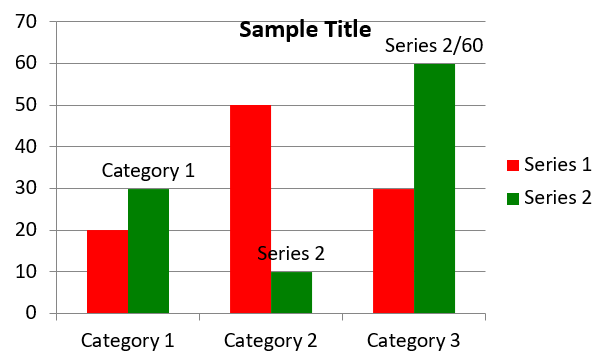 Sample Title
70
60
50
40
30
20
10
0
Series 2/60
Category 1
Series 2
Category 1
Category 2
Category 3
Series 1
Series 2